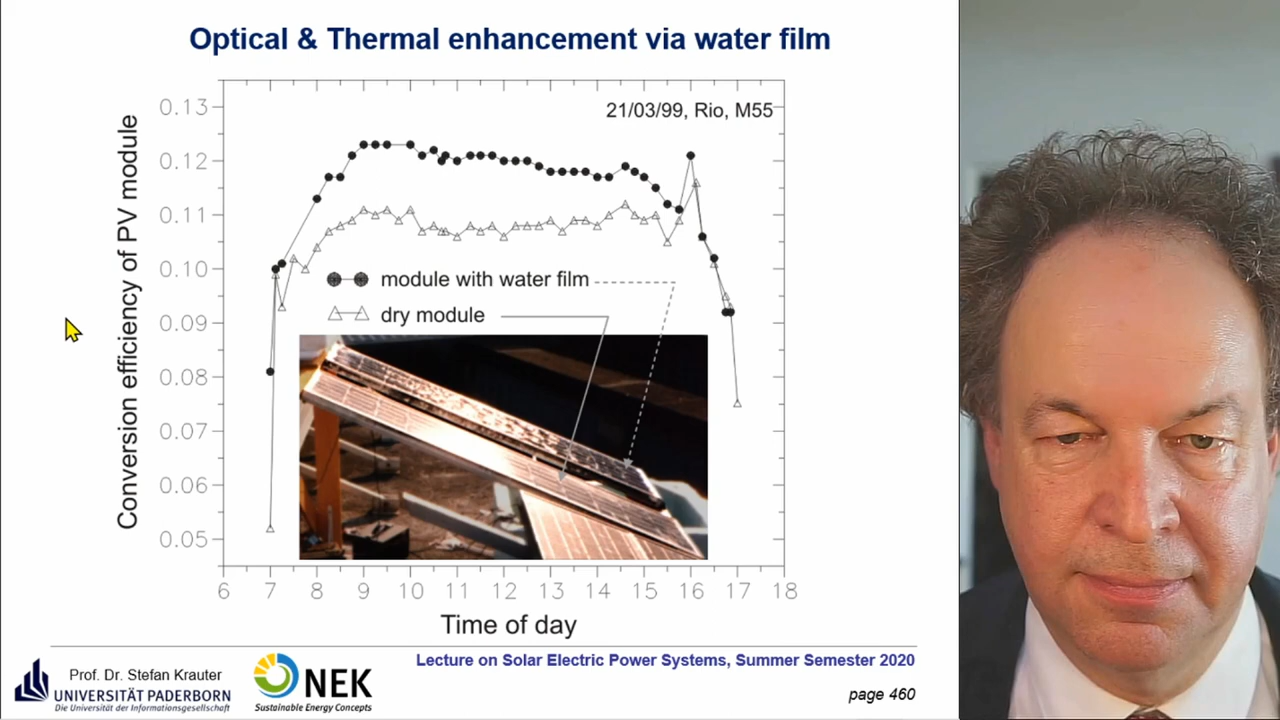 Optical & Thermal enhancement via water film
21/03/99, Rio, M55
Conversion efficiency of PV module
0.13
0.12
0.11
0.10
0.09
0.08
0.07
0.06
0.05
module with water film
dry module
6 7 8 9 10 11 12 13 14 15 16 17 18
Time of day
Prof. Dr. Stefan Krauter
UNIVERSITÄT PADERBORN
Die Universität der Informationsgesellschaft
NEK
Sustainable Energy Concepts
Lecture on Solar Electric Power Systems, Summer Semester 2020
page 460